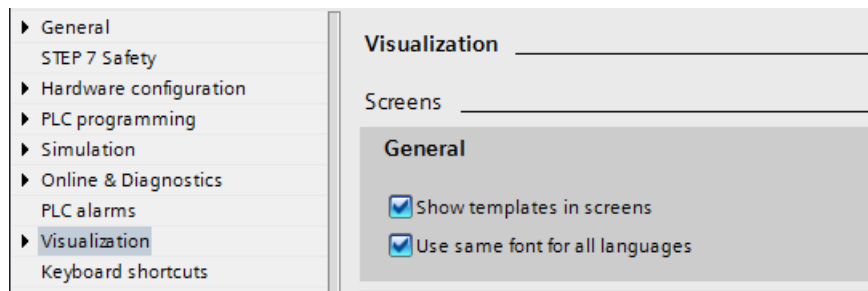 General
STEP 7 Safety
Hardware configuration
PLC programming
Simulation
Online & Diagnostics
PLC alarms
Visualization
Keyboard shortcuts
Visualization
Screens
General
Show templates in screens
Use same font for all languages